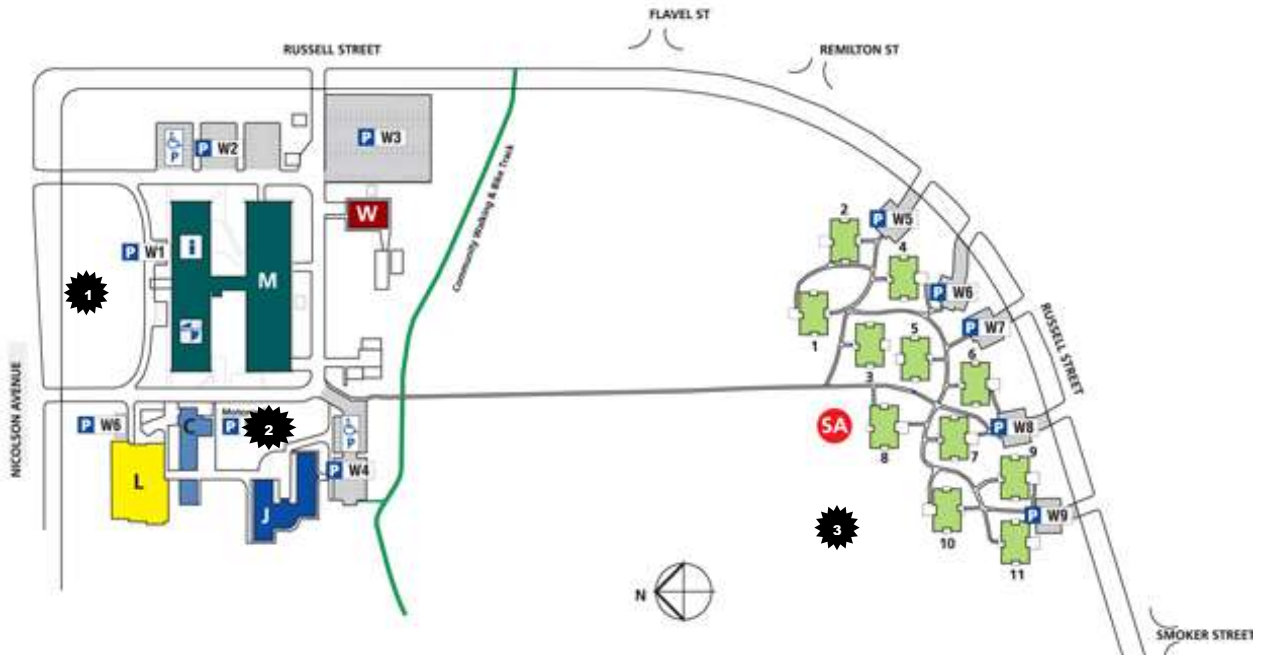 FLAVEL ST
RUSSELL STREET
REMILTON ST
P W3
P
P W2
Community Walking & Bike Track
W
2
P W5
4
i
P W1
M
P W6
1
1
5
P W7
6
3
RUSSELL STREET
NICOLSON AVENUE
P W6
C
P
2
P
SA
8
7
P W8
9
L
P W4
J
3
10
P W9
11
N
SMOKER STREET